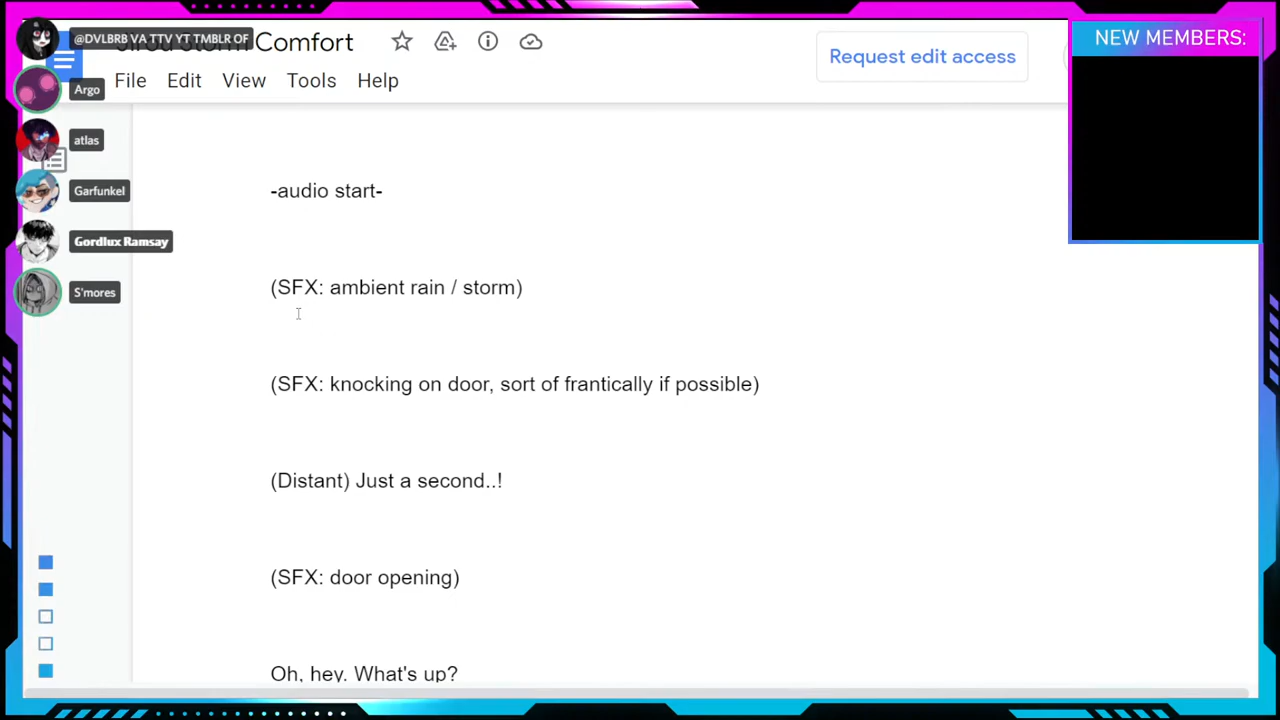 @DVLBRB VA TTV YT TMBLR OF
Storm Comfort
NEW MEMBERS:
Request edit access
File Edit View Tools Help
Argo
atlas
Garfunkel
Gordlux Ramsay
S'mores
-audio start-
(SFX: ambient rain / storm)
(SFX: knocking on door, sort of frantically if possible)
(Distant) Just a second..!
(SFX: door opening)
Oh, hey. What's up?